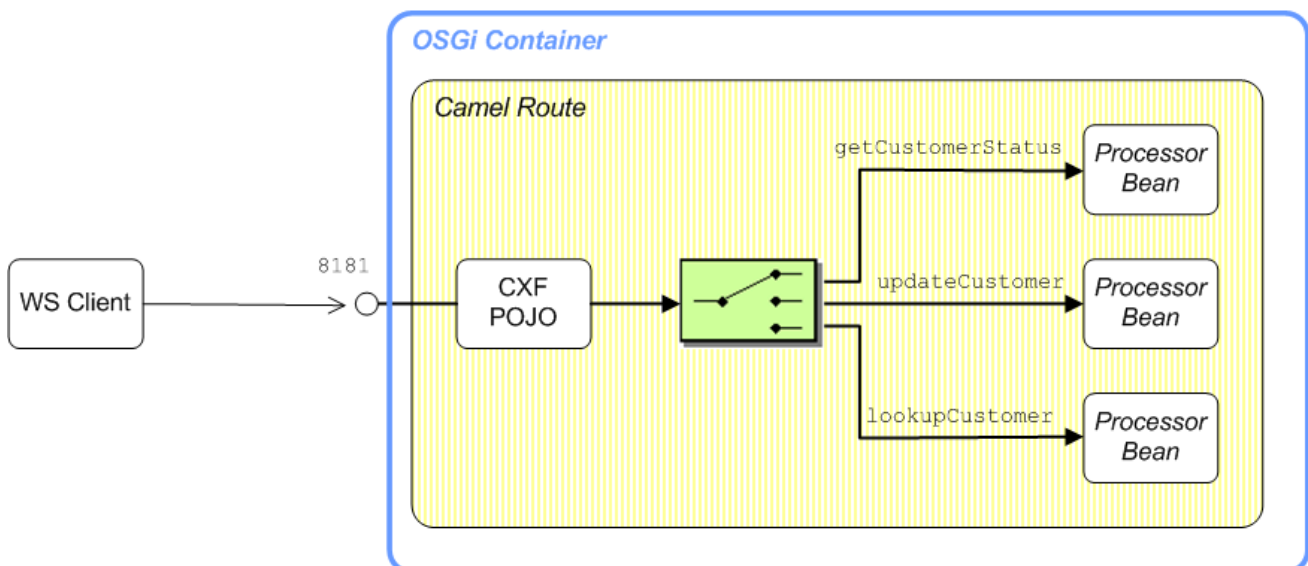 OSGi Container
Camel Route
getCustomerStatus
Processor
Bean
8181
WS Client
CXF
POJO
updateCustomer
Processor
Bean
lookupCustomer
Processor
Bean